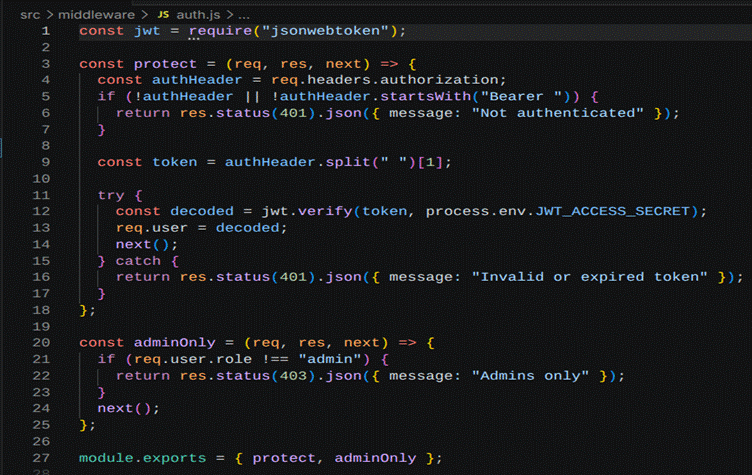 src > middleware > JS auth.js > ...
1 const jwt = require("jsonwebtoken");
2
3 const protect = (req, res, next) => {
4   const authHeader = req.headers.authorization;
5   if (!authHeader || !authHeader.startsWith("Bearer ")) {
6     return res.status(401).json({ message: "Not authenticated" });
7   }
8
9   const token = authHeader.split(" ")[1];
10
11   try {
12     const decoded = jwt.verify(token, process.env.JWT_ACCESS_SECRET);
13     req.user = decoded;
14     next();
15   } catch {
16     return res.status(401).json({ message: "Invalid or expired token" });
17   }
18 };
19
20 const adminOnly = (req, res, next) => {
21   if (req.user.role !== "admin") {
22     return res.status(403).json({ message: "Admins only" });
23   }
24   next();
25 };
26
27 module.exports = { protect, adminOnly };
28